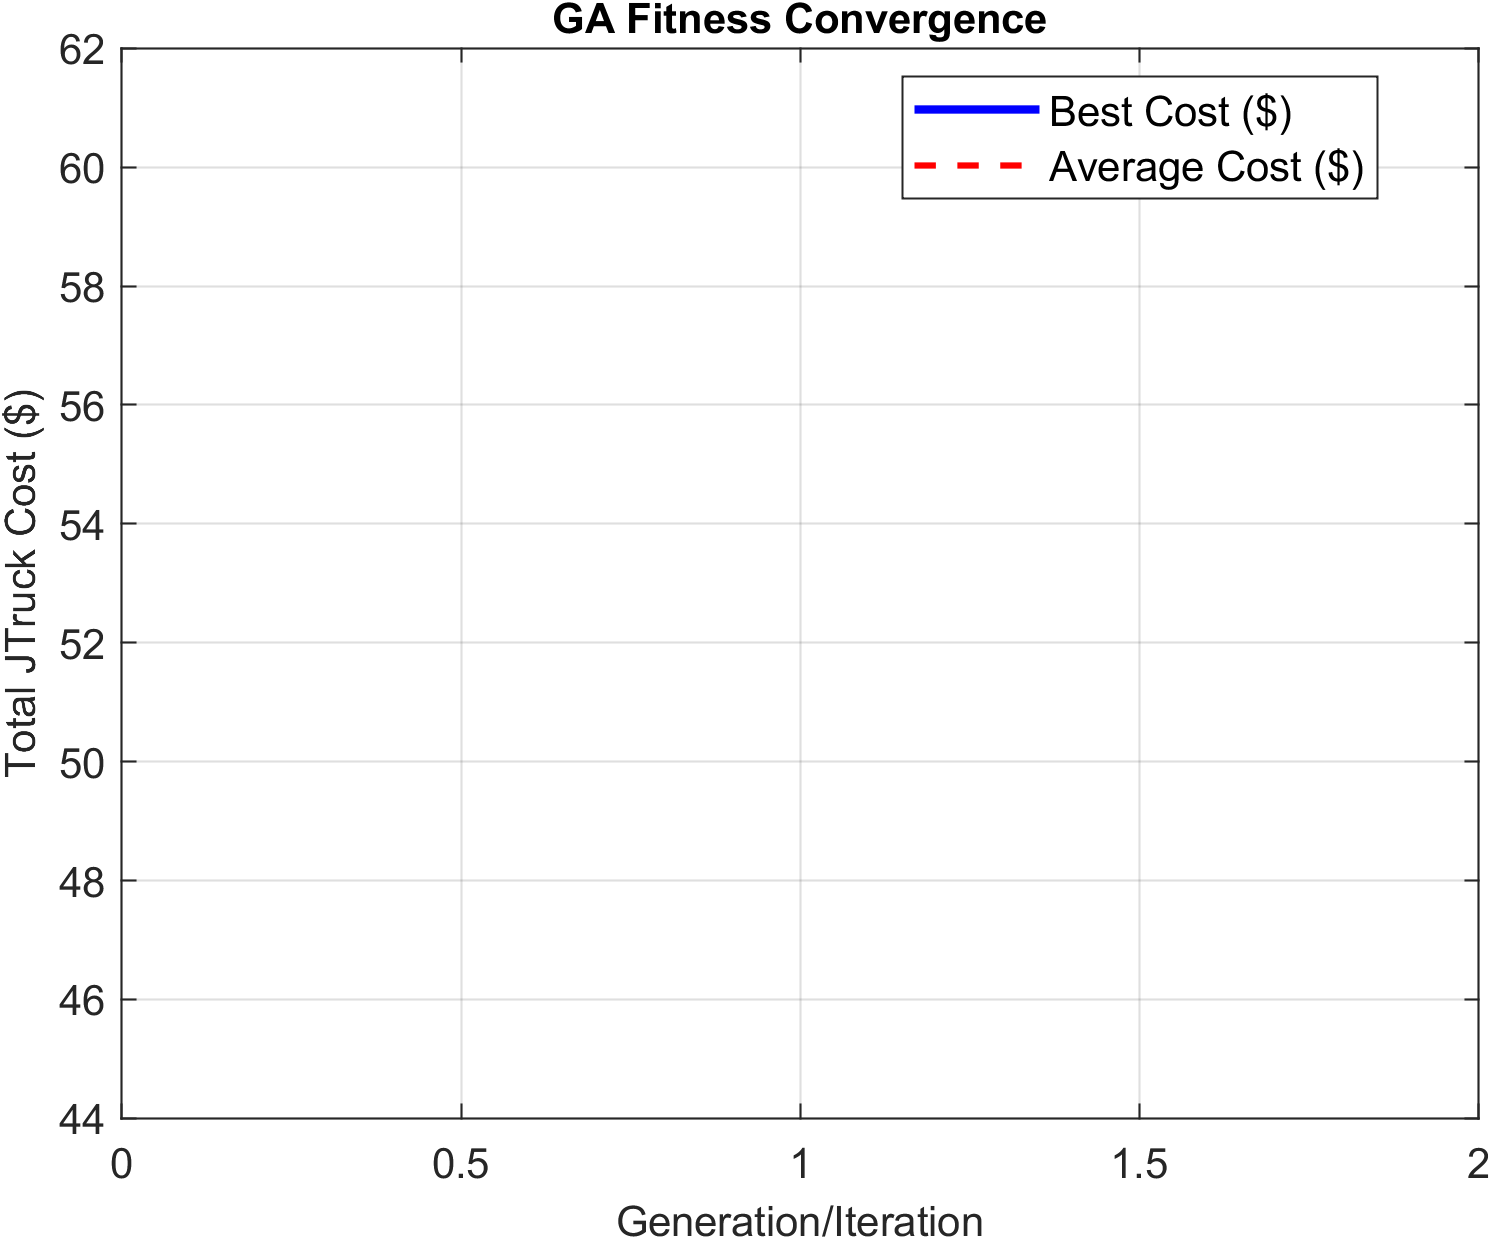 GA Fitness Convergence
Best Cost ($)
Average Cost ($)
Total JTruck Cost ($)
62
60
58
56
54
52
50
48
46
44
0 0.5 1 1.5 2
Generation/Iteration